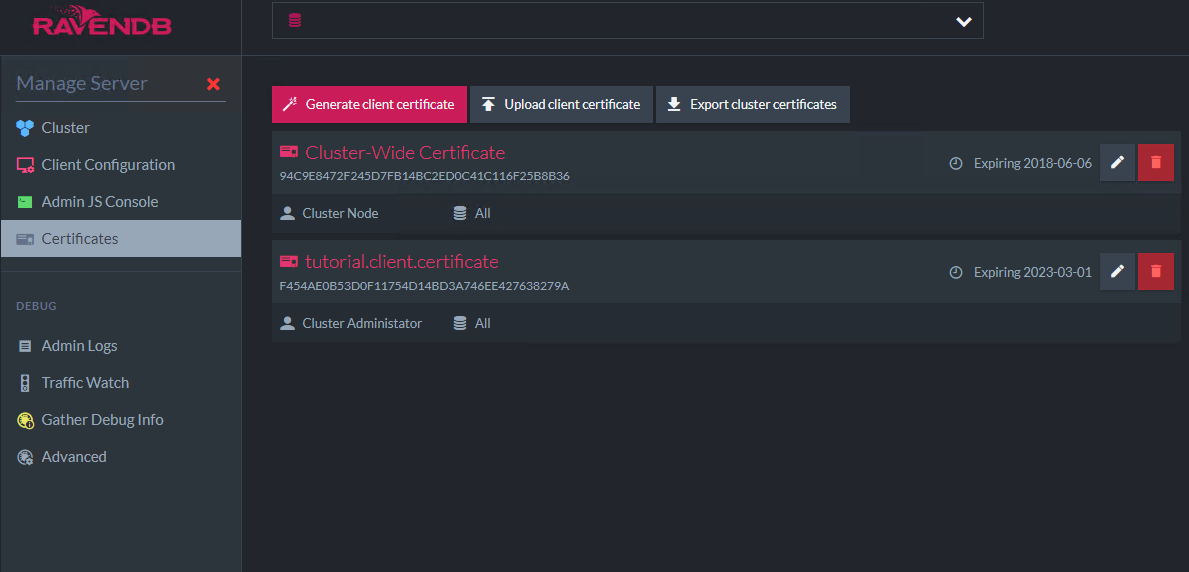 RAVENDB
Manage Server
Cluster
Client Configuration
Admin JS Console
Certificates
DEBUG
Admin Logs
Traffic Watch
Gather Debug Info
Advanced
Generate client certificate
Upload client certificate
Export cluster certificates
Cluster-Wide Certificate
Expiring 2018-06-06
94C9E8472F245D7FB14BC2ED0C41C116F25B8B36
Cluster Node All
tutorial.client.certificate
Expiring 2023-03-01
F454AE0B53D0F11754D14BD3A746EE427638279A
Cluster Administator All